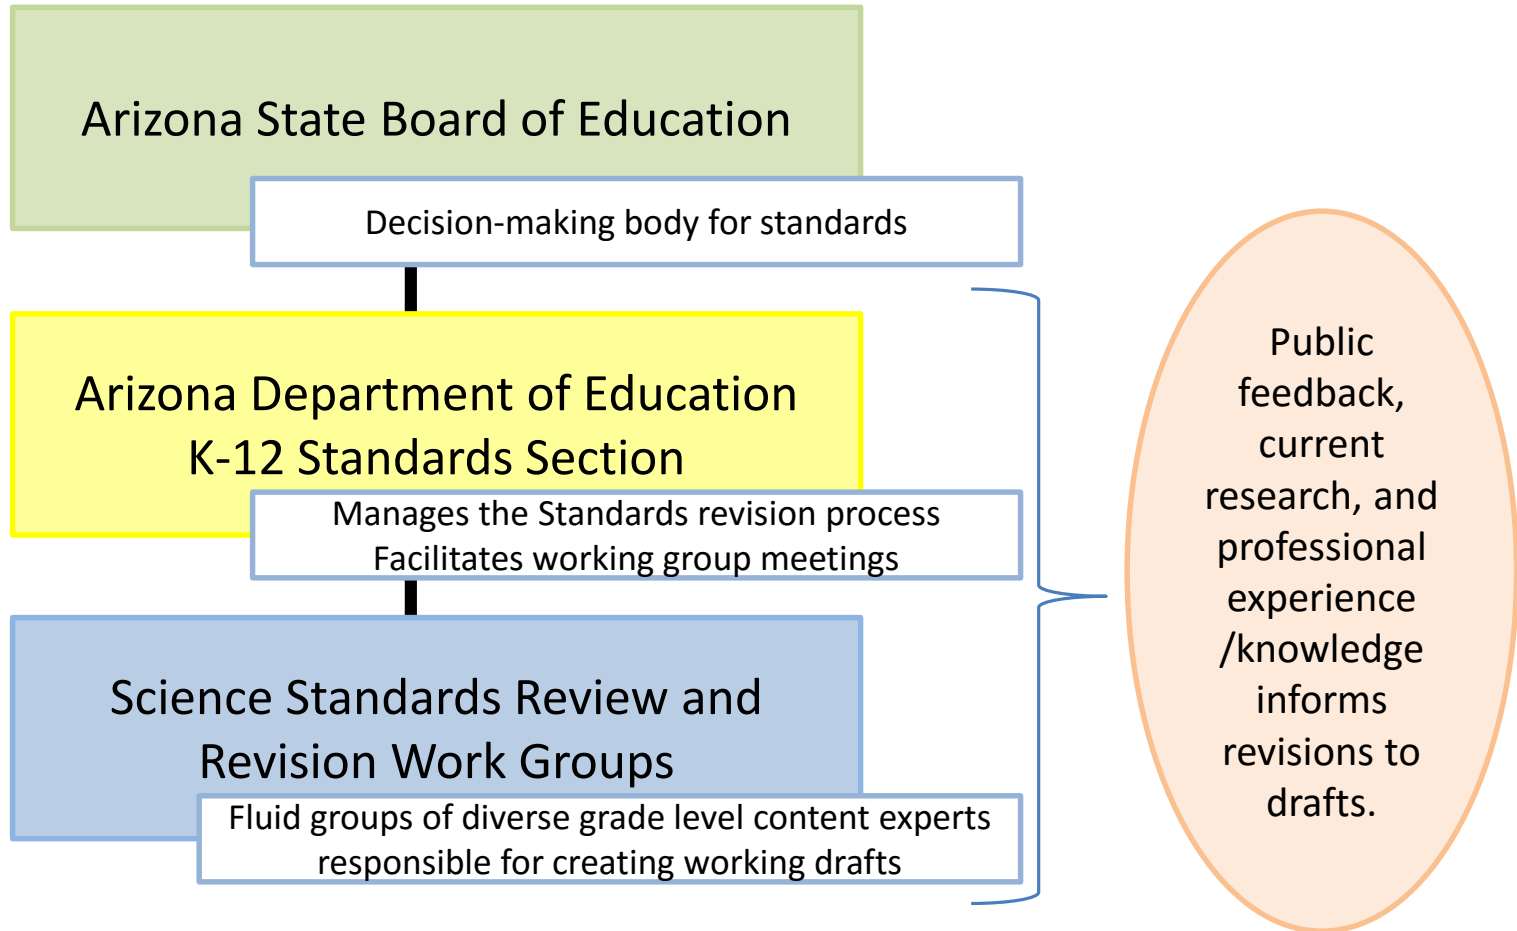 Arizona State Board of Education
Decision-making body for standards
Arizona Department of Education
K-12 Standards Section
Manages the Standards revision process
Facilitates working group meetings
Science Standards Review and
Revision Work Groups
Fluid groups of diverse grade level content experts
responsible for creating working drafts
Public
feedback,
current
research, and
professional
experience
/knowledge
informs
revisions to
drafts.